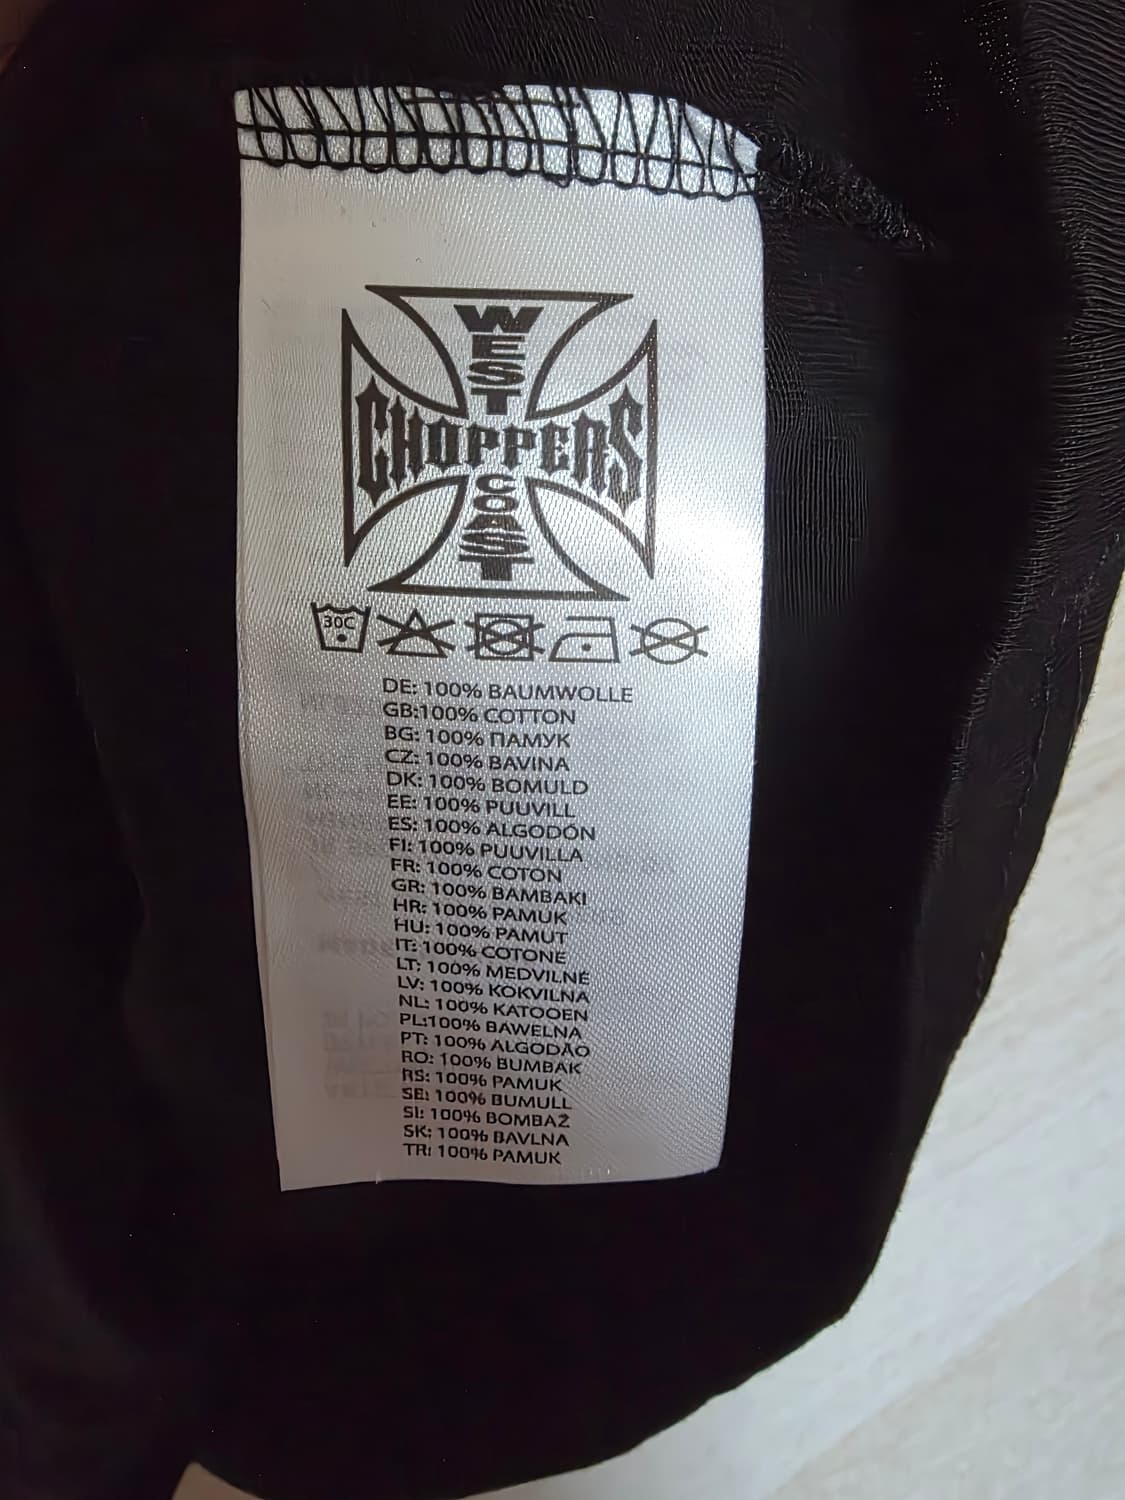 WEST
CHOPPERS
COAST
30C
DE: 100% BAUMWOLLE
GB:100% COTTON
BG: 100% ПАМУК
CZ: 100% BAVINA
DK: 100% BOMULD
EE: 100% PUUVILL
ES: 100% ALGODÓN
FI: 100% PUUVILLA
FR: 100% COTON
GR: 100% BAMBAKI
HR: 100% PAMUK
HU: 100% PAMUT
IT: 100% COTONE
LT: 100% MEDVILNĖ
LV: 100% KOKVILNA
NL: 100% KATOOEN
PL:100% BAWEŁNA
PT: 100% ALGODÃO
RO: 100% BUMBAK
RS: 100% PAMUK
SE: 100% BUMULL
SI: 100% BOMBAŽ
SK: 100% BAVLNA
TR: 100% PAMUK